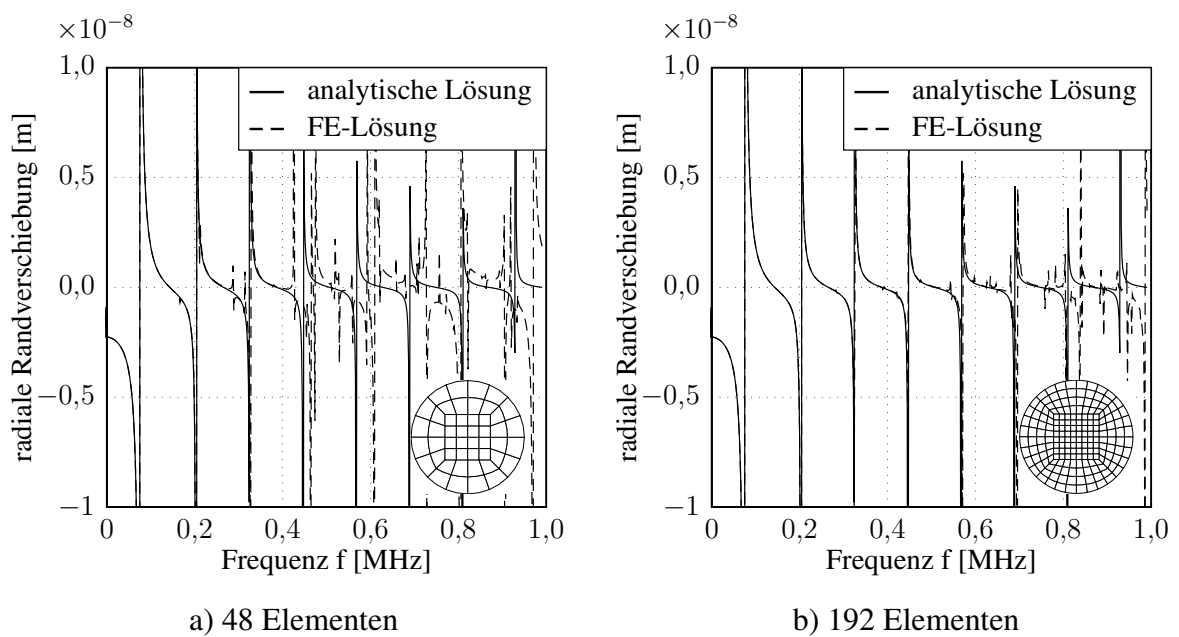 ×10⁻⁸
1,0
0,5
0,0
−0,5
−1
radiale Randverschiebung [m]
analytische Lösung
FE-Lösung
0
0,2
0,4
0,6
0,8
1,0
Frequenz f [MHz]
a) 48 Elementen
×10⁻⁸
1,0
0,5
0,0
−0,5
−1
radiale Randverschiebung [m]
analytische Lösung
FE-Lösung
0
0,2
0,4
0,6
0,8
1,0
Frequenz f [MHz]
b) 192 Elementen